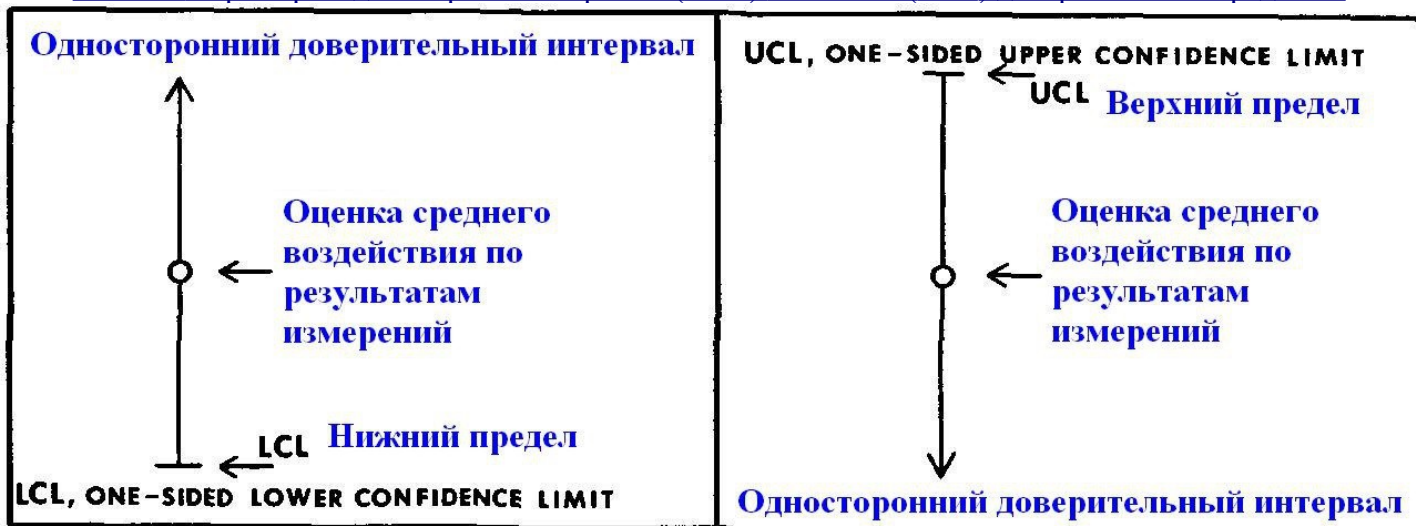 Односторонний доверительный интервал
Оценка среднего
воздействия по
результатам
измерений
LCL Нижний предел
LCL, ONE-SIDED LOWER CONFIDENCE LIMIT
UCL, ONE-SIDED UPPER CONFIDENCE LIMIT
UCL Верхний предел
Оценка среднего
воздействия по
результатам
измерений
Односторонний доверительный интервал